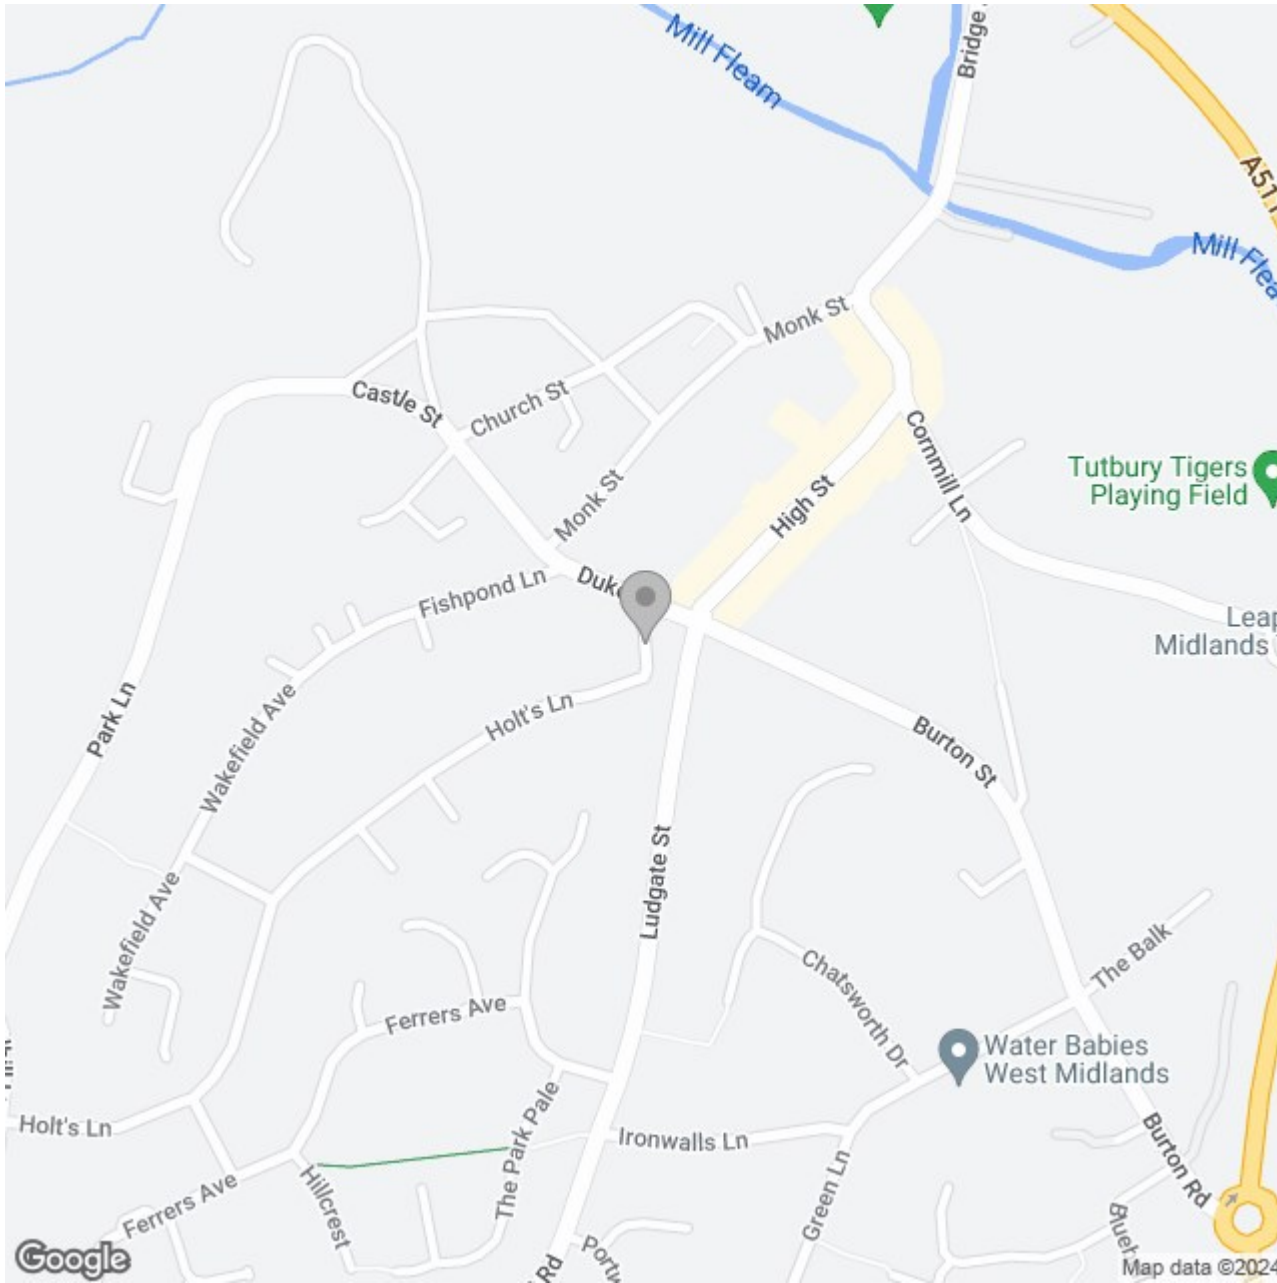 Mill Fleam
Bridge
A511
Mill Flea
Monk St
Castle St
Church St
Cornmill Ln
Tutbury Tigers
Playing Field
High St
Monk St
Duke
Fishpond Ln
Leap
Midlands
Park Ln
Wakefield Ave
Holt's Ln
Burton St
Ludgate St
Wakefield Ave
Chatsworth Dr
The Balk
Ferrers Ave
Water Babies
West Midlands
Holt's Ln
The Park Pale
Ironwalls Ln
Burton Rd
Hillcrest
Green Ln
Ferrers Ave
Portw
Rd
Blueh
Google
Map data ©2024